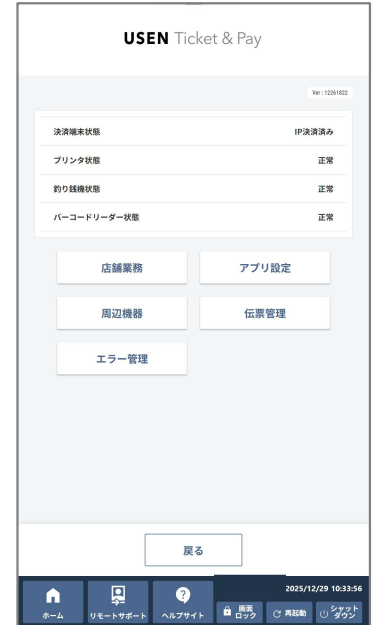 USEN Ticket & Pay
Ver : 12261822
決済端末状態 IP決済済み
プリンタ状態 正常
釣り銭機状態 正常
バーコードリーダー状態 正常
店舗業務 アプリ設定
周辺機器 伝票管理
エラー管理
戻る
2025/12/29 10:33:56
ホーム リモートサポート ヘルプサイト 画面ロック 再起動 シャットダウン